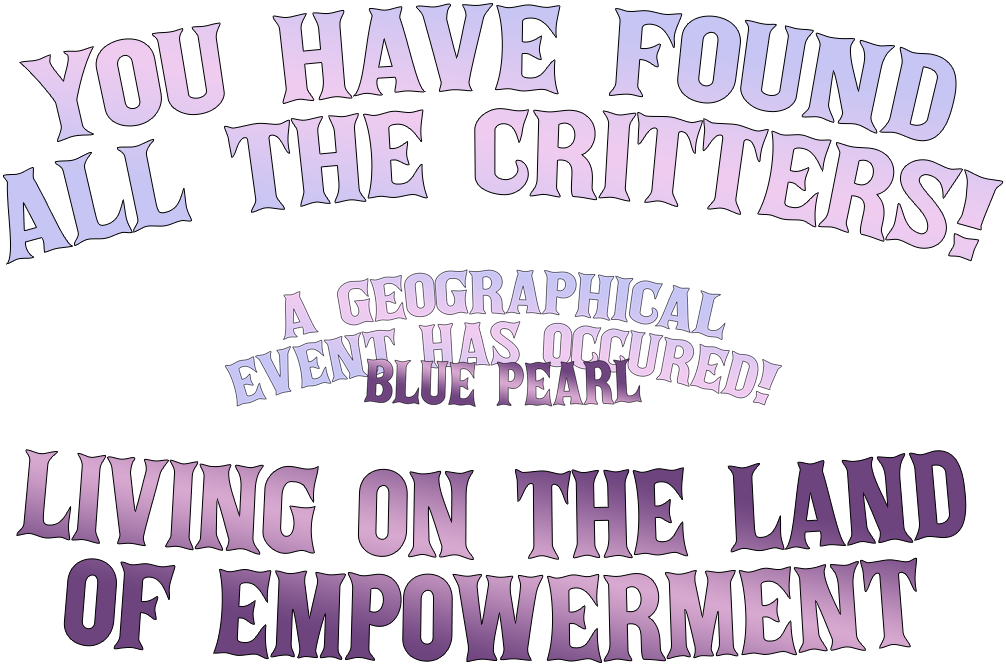 YOU HAVE FOUND
ALL THE CRITTERS!
A GEOGRAPHICAL
EVENT HAS OCCURED!
BLUE PEARL
LIVING ON THE LAND
OF EMPOWERMENT